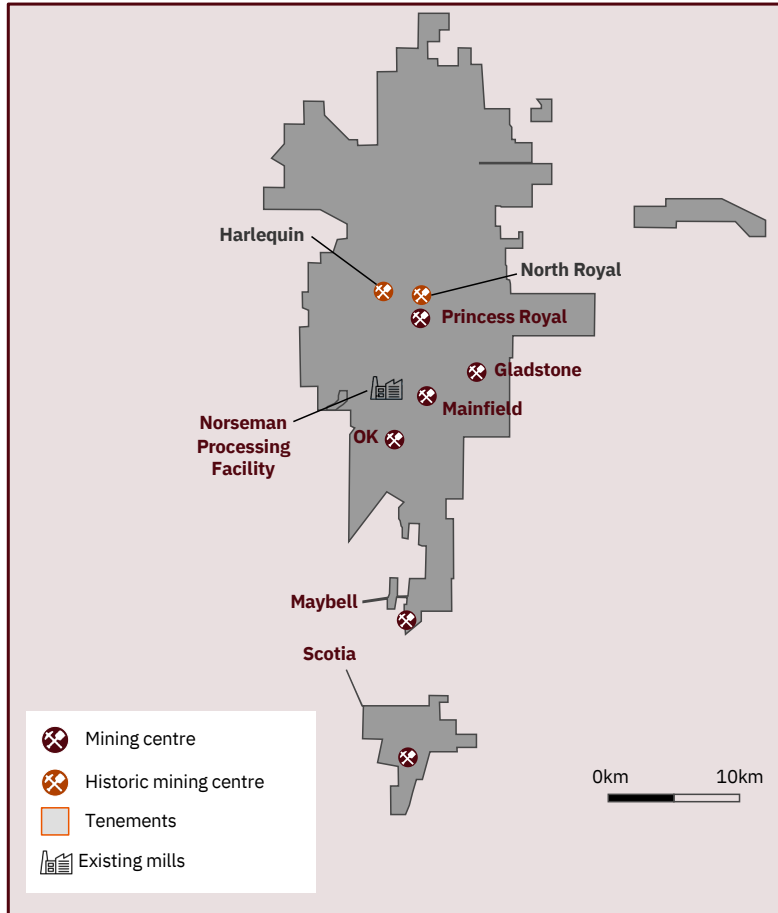 Harlequin
North Royal
Princess Royal
Gladstone
Mainfield
Norseman
Processing
Facility
OK
Maybell
Scotia
Mining centre
Historic mining centre
Tenements
Existing mills
0km 10km